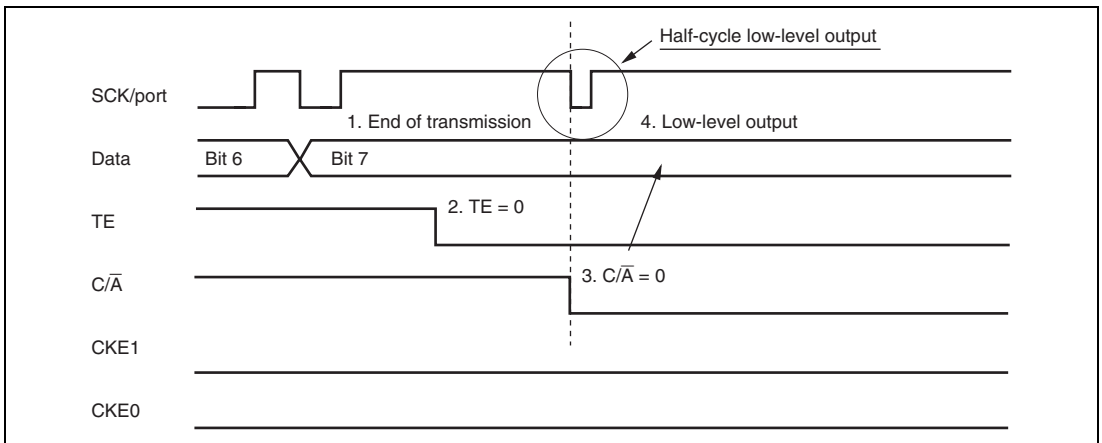 Half-cycle low-level output
SCK/port
1. End of transmission
4. Low-level output
Data
Bit 6
Bit 7
TE
2. TE = 0
C/A̅
3. C/A̅ = 0
CKE1
CKE0